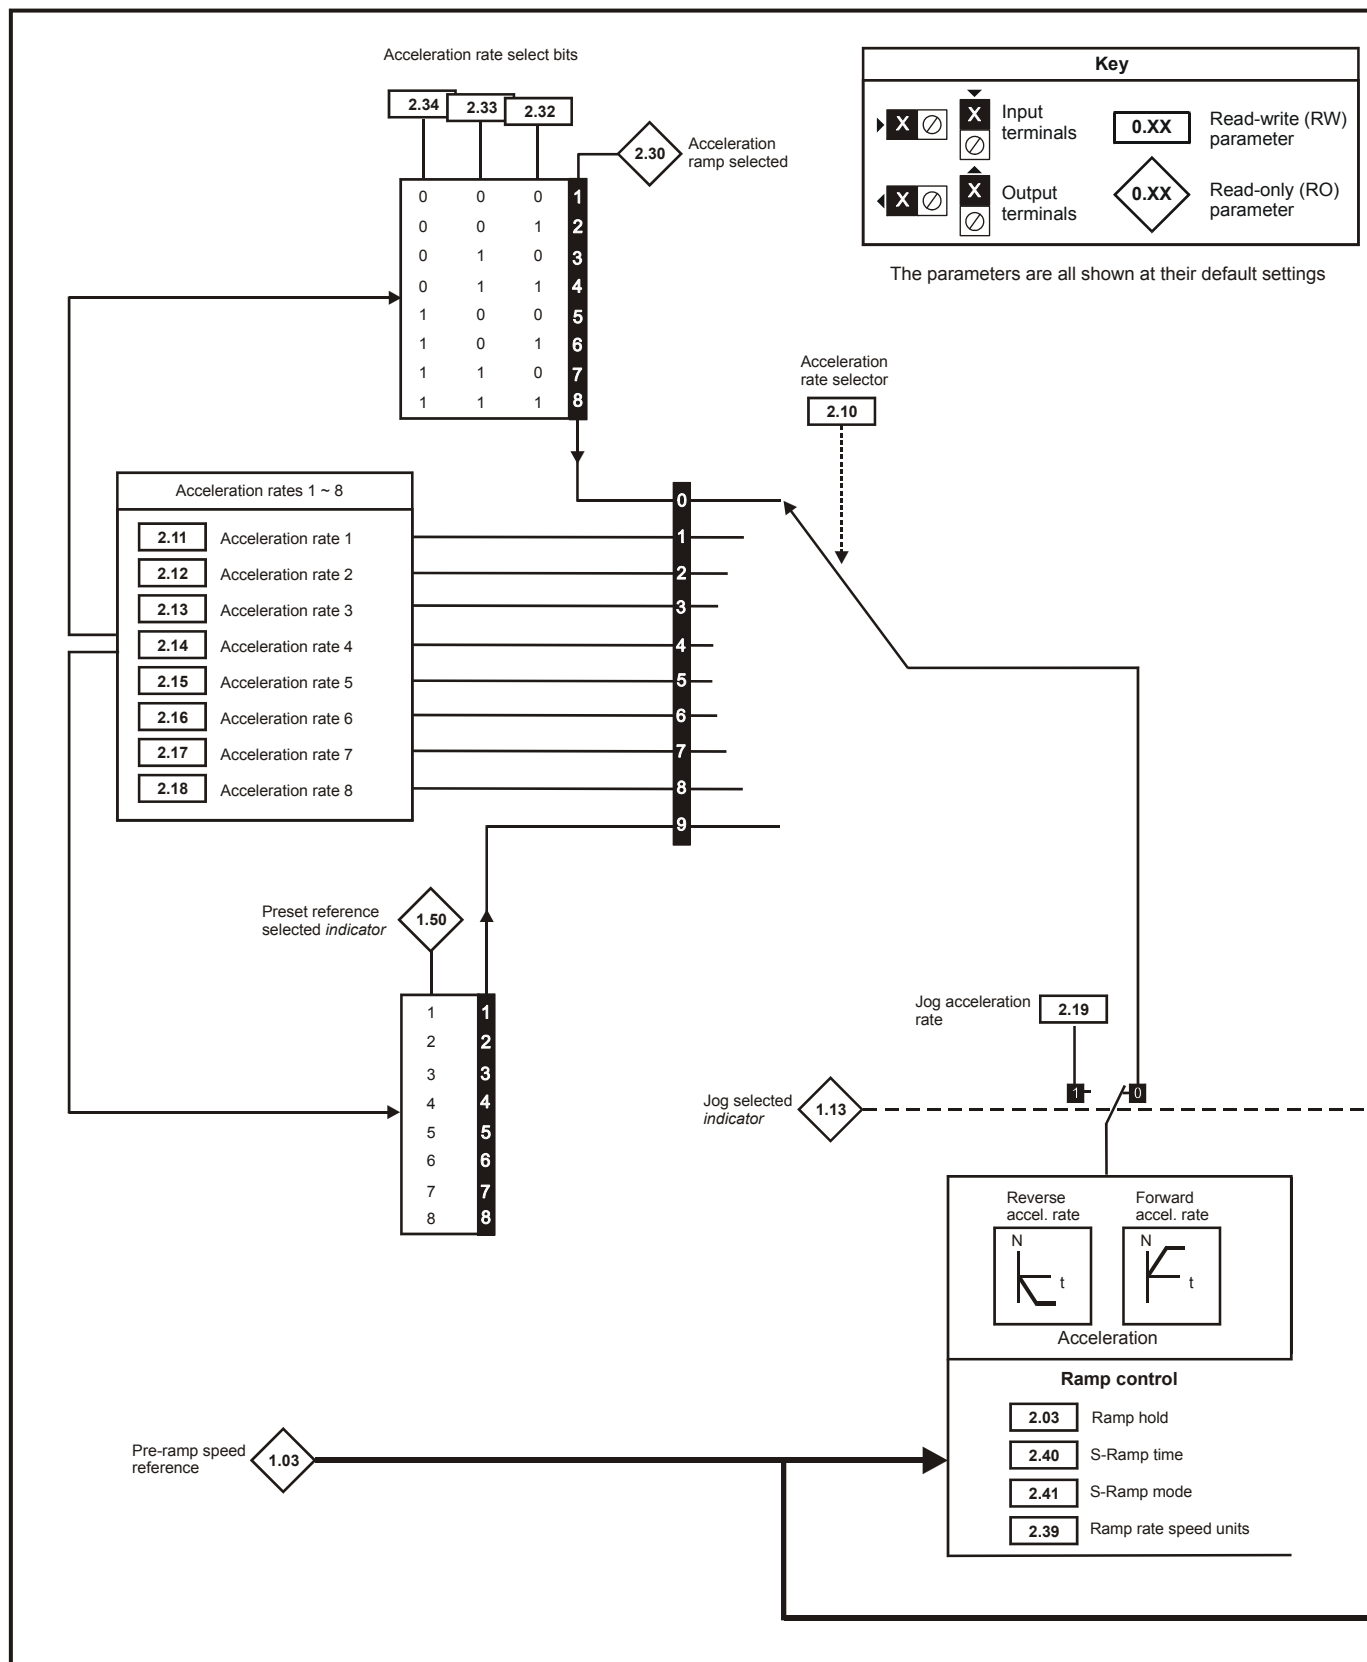 Acceleration rate select bits
2.34 2.33 2.32
2.30
Acceleration
ramp selected
0 0 0 1
0 0 1 2
0 1 0 3
0 1 1 4
1 0 0 5
1 0 1 6
1 1 0 7
1 1 1 8
Key
X
X
Input
terminals
0.XX
Read-write (RW)
parameter
X
X
Output
terminals
0.XX
Read-only (RO)
parameter
The parameters are all shown at their default settings
Acceleration
rate selector
2.10
Acceleration rates 1 ~ 8
2.11 Acceleration rate 1
2.12 Acceleration rate 2
2.13 Acceleration rate 3
2.14 Acceleration rate 4
2.15 Acceleration rate 5
2.16 Acceleration rate 6
2.17 Acceleration rate 7
2.18 Acceleration rate 8
0
1
2
3
4
5
6
7
8
9
Preset reference
selected indicator
1.50
1 1
2 2
3 3
4 4
5 5
6 6
7 7
8 8
Jog acceleration
rate
2.19
1 0
Jog selected
indicator
1.13
Reverse
accel. rate
Forward
accel. rate
N
t
N
t
Acceleration
Ramp control
2.03 Ramp hold
2.40 S-Ramp time
2.41 S-Ramp mode
2.39 Ramp rate speed units
Pre-ramp speed
reference
1.03